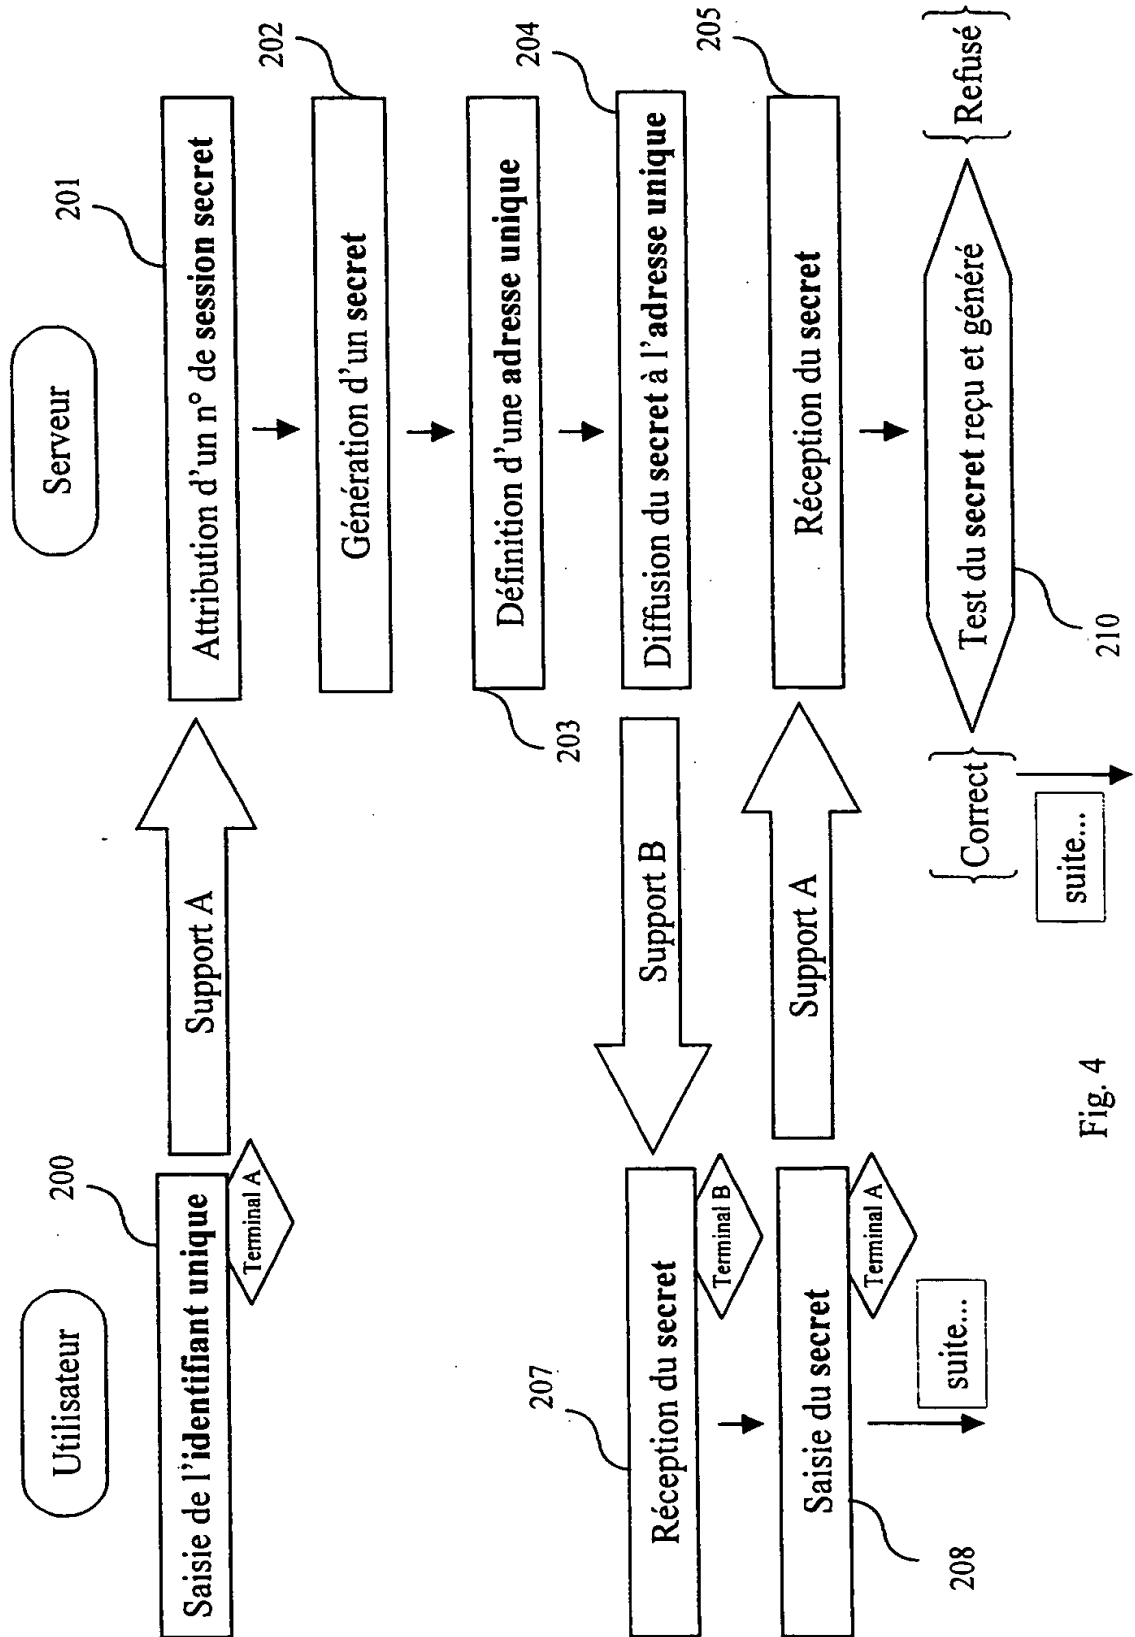 Utilisateur
Serveur
200
Saisie de l'identifiant unique
Terminal A
Support A
201
Attribution d'un n° de session secret
202
Génération d'un secret
203
Définition d'une adresse unique
204
Diffusion du secret à l'adresse unique
Support B
207
Réception du secret
Terminal B
208
Saisie du secret
Terminal A
Support A
205
Réception du secret
suite...
210
Test du secret reçu et généré
{Correct}
{Refusé}
suite...
Fig. 4